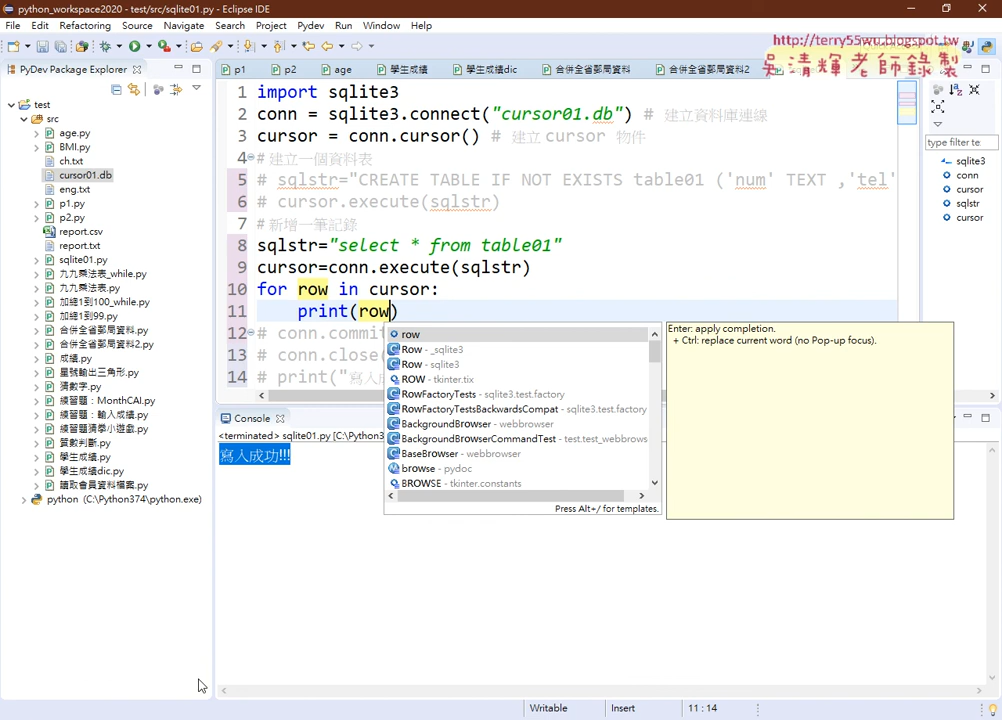 python_workspace2020 - test/src/sqlite01.py - Eclipse IDE
File Edit Refactoring Source Navigate Search Project Pydev Run Window Help
http://terry55wu.blogspot.tw
吳清輝老師錄製
PyDev Package Explorer
p1 p2 age 學生成績 學生成績dic 合併全省郵局資料 合併全省郵局資料2
test
src
age.py
BMI.py
ch.txt
cursor01.db
eng.txt
p1.py
p2.py
report.csv
report.txt
sqlite01.py
九九乘法表_while.py
九九乘法表.py
加總1到100_while.py
加總1到99.py
合併全省郵局資料.py
合併全省郵局資料2.py
成績.py
星號輸出三角形.py
猜數字.py
練習題：MonthCAI.py
練習題：輸入成績.py
練習題猜拳小遊戲.py
質數判斷.py
學生成績.py
學生成績dic.py
讀取會員資料檔案.py
python (C:\Python374\python.exe)
1 import sqlite3
2 conn = sqlite3.connect("cursor01.db") # 建立資料庫連線
3 cursor = conn.cursor() # 建立 cursor 物件
4 # 建立一個資料表
5 # sqlstr="CREATE TABLE IF NOT EXISTS table01 ('num' TEXT ,'tel'
6 # cursor.execute(sqlstr)
7 # 新增一筆記錄
8 sqlstr="select * from table01"
9 cursor=conn.execute(sqlstr)
10 for row in cursor:
11 print(row)
12 # conn.commit
13 # conn.close(
14 # print("寫入成
row
Row - _sqlite3
Row - sqlite3
ROW - tkinter.tix
RowFactoryTests - sqlite3.test.factory
RowFactoryTestsBackwardsCompat - sqlite3.test.factory
BackgroundBrowser - webbrowser
BackgroundBrowserCommandTest - test.test_webbrows
BaseBrowser - webbrowser
browse - pydoc
BROWSE - tkinter.constants
Press Alt+/ for templates.
Enter: apply completion.
+ Ctrl: replace current word (no Pop-up focus).
type filter te
sqlite3
conn
cursor
sqlstr
cursor
Console
<terminated> sqlite01.py [C:\Python3
寫入成功!!!
Writable Insert 11 : 14